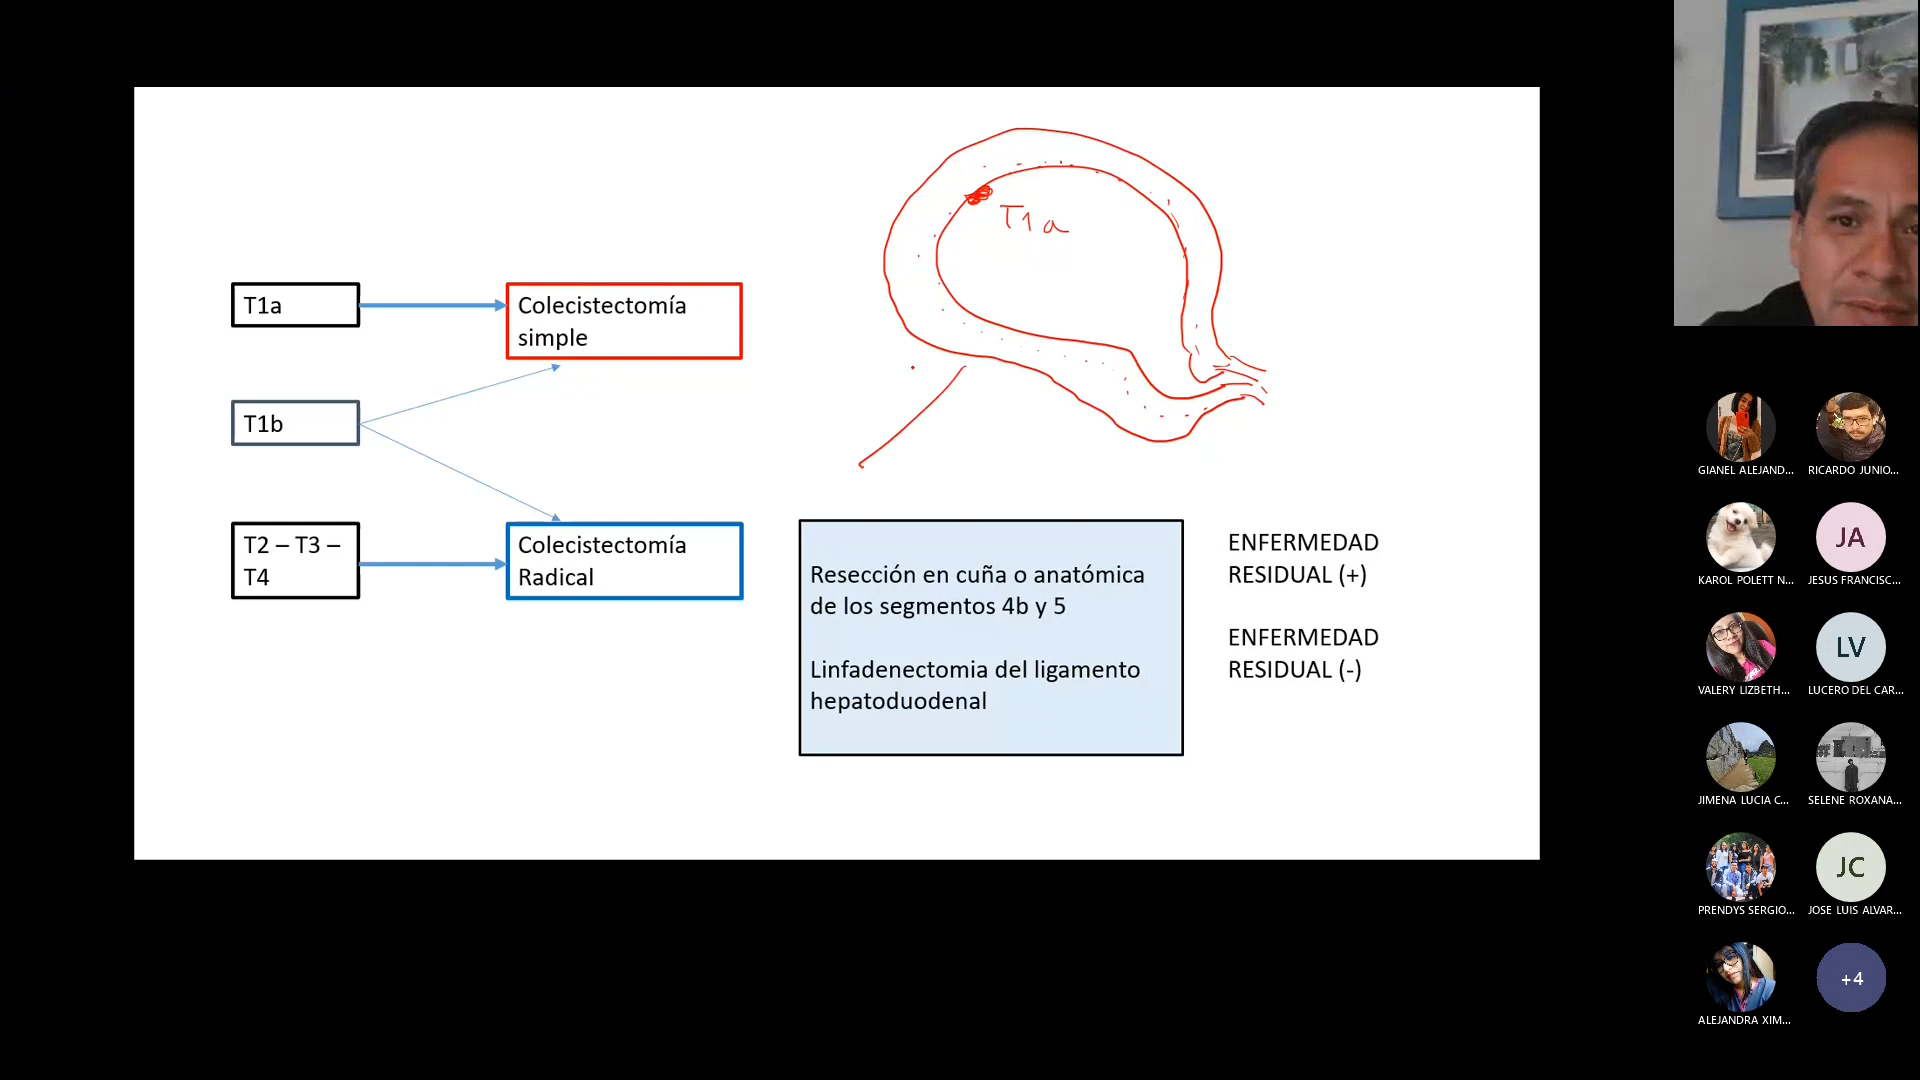 T1a
T1a
Colecistectomía
simple
T1b
T2 – T3 –
T4
Colecistectomía
Radical
Resección en cuña o anatómica
de los segmentos 4b y 5
Linfadenectomia del ligamento
hepatoduodenal
ENFERMEDAD
RESIDUAL (+)
ENFERMEDAD
RESIDUAL (-)
GIANEL ALEJAND...
RICARDO JUNIO...
JA
KAROL POLETT N...
JESUS FRANCISC...
LV
VALERY LIZBETH...
LUCERO DEL CAR...
JIMENA LUCIA C...
SELENE ROXANA...
JC
PRENDYS SERGIO...
JOSE LUIS ALVAR...
+4
ALEJANDRA XIM...